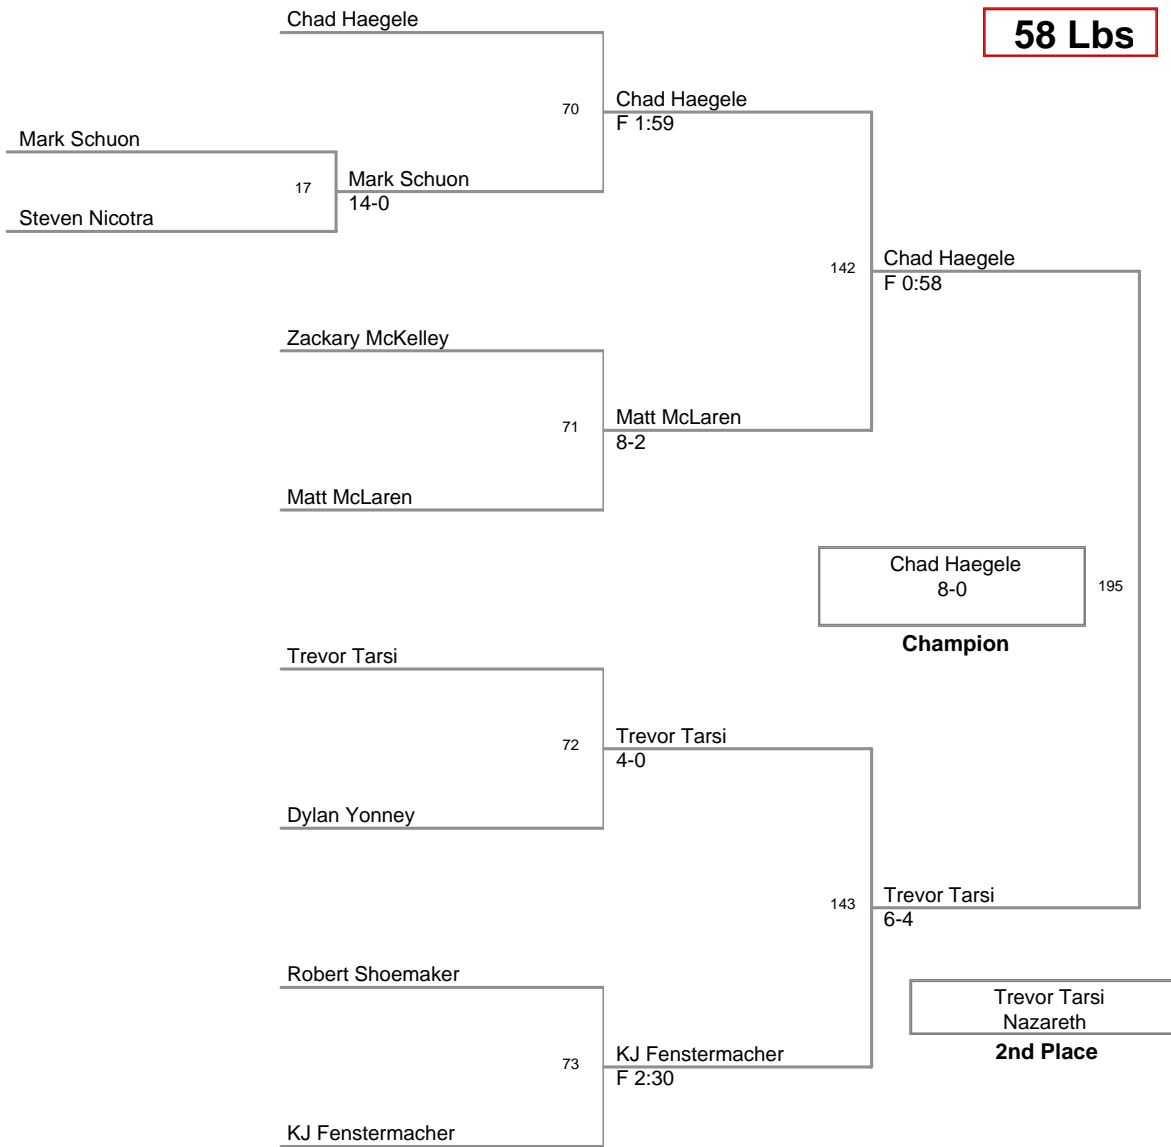 Chad Haegele
58 Lbs
70
Chad Haegele
F 1:59
Mark Schuon
17
Mark Schuon
14-0
Steven Nicotra
142
Chad Haegele
F 0:58
Zackary McKelley
71
Matt McLaren
8-2
Matt McLaren
Chad Haegele
8-0
195
Champion
Trevor Tarsi
72
Trevor Tarsi
4-0
Dylan Yonney
143
Trevor Tarsi
6-4
Robert Shoemaker
Trevor Tarsi
Nazareth
2nd Place
73
KJ Fenstermacher
F 2:30
KJ Fenstermacher